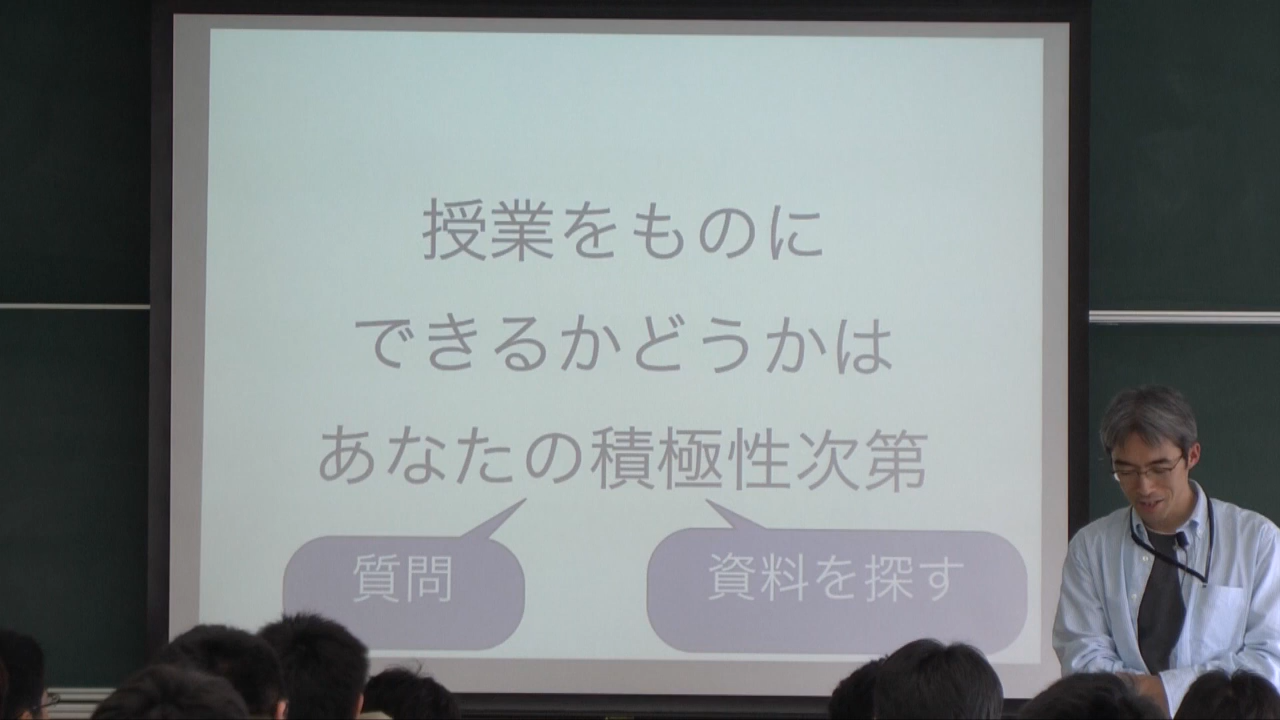 授業をものに
できるかどうかは
あなたの積極性次第
質問
資料を探す